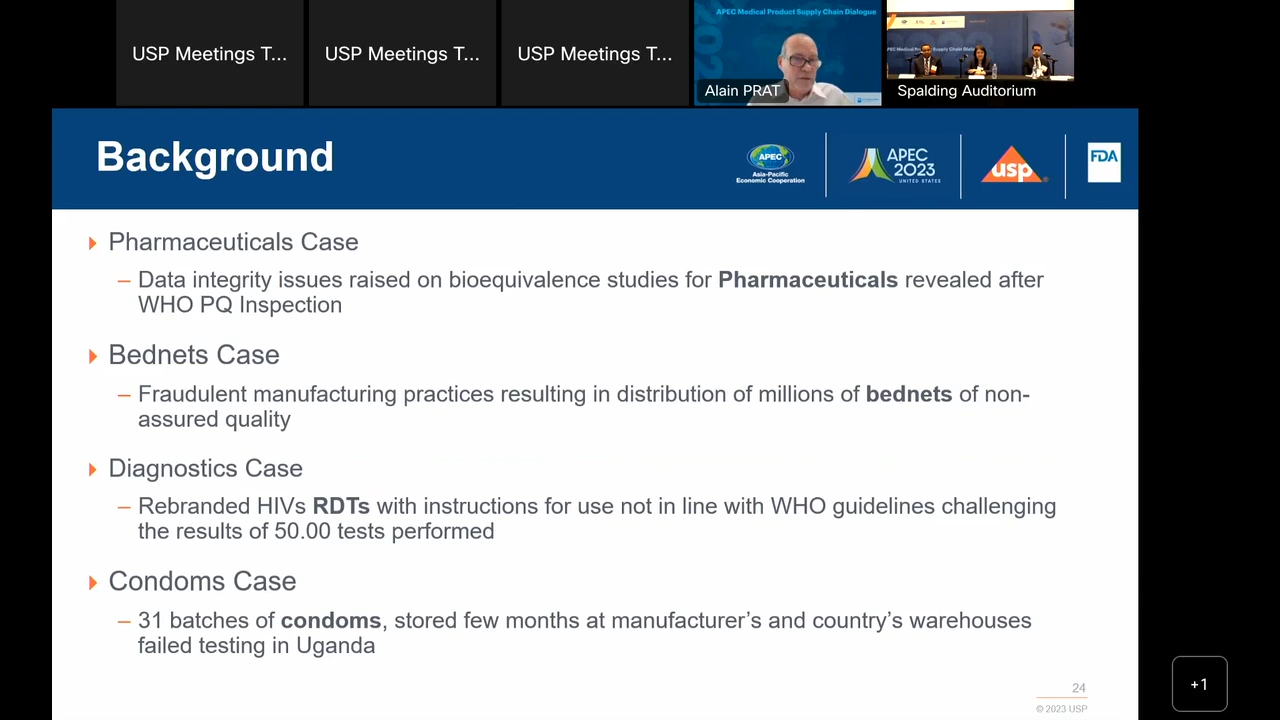 USP Meetings T...
USP Meetings T...
USP Meetings T...
APEC Medical Product Supply Chain Dialogue
Alain PRAT
Spalding Auditorium
Background
APEC
Asia-Pacific
Economic Cooperation
APEC
2023
UNITED STATES
usp
FDA
Pharmaceuticals Case
– Data integrity issues raised on bioequivalence studies for Pharmaceuticals revealed after
WHO PQ Inspection
Bednets Case
– Fraudulent manufacturing practices resulting in distribution of millions of bednets of non-
assured quality
Diagnostics Case
– Rebranded HIVs RDTs with instructions for use not in line with WHO guidelines challenging
the results of 50.00 tests performed
Condoms Case
– 31 batches of condoms, stored few months at manufacturer’s and country’s warehouses
failed testing in Uganda
24
© 2023 USP
+1